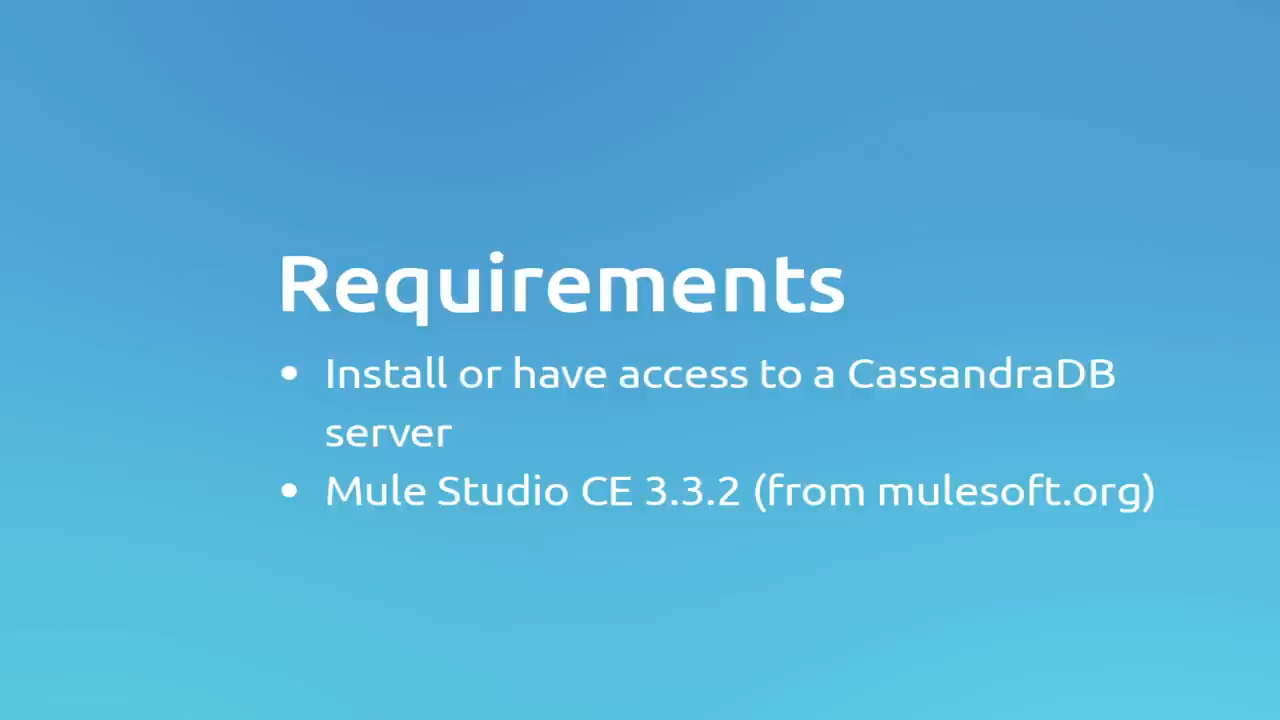 Requirements
• Install or have access to a CassandraDB
server
• Mule Studio CE 3.3.2 (from mulesoft.org)